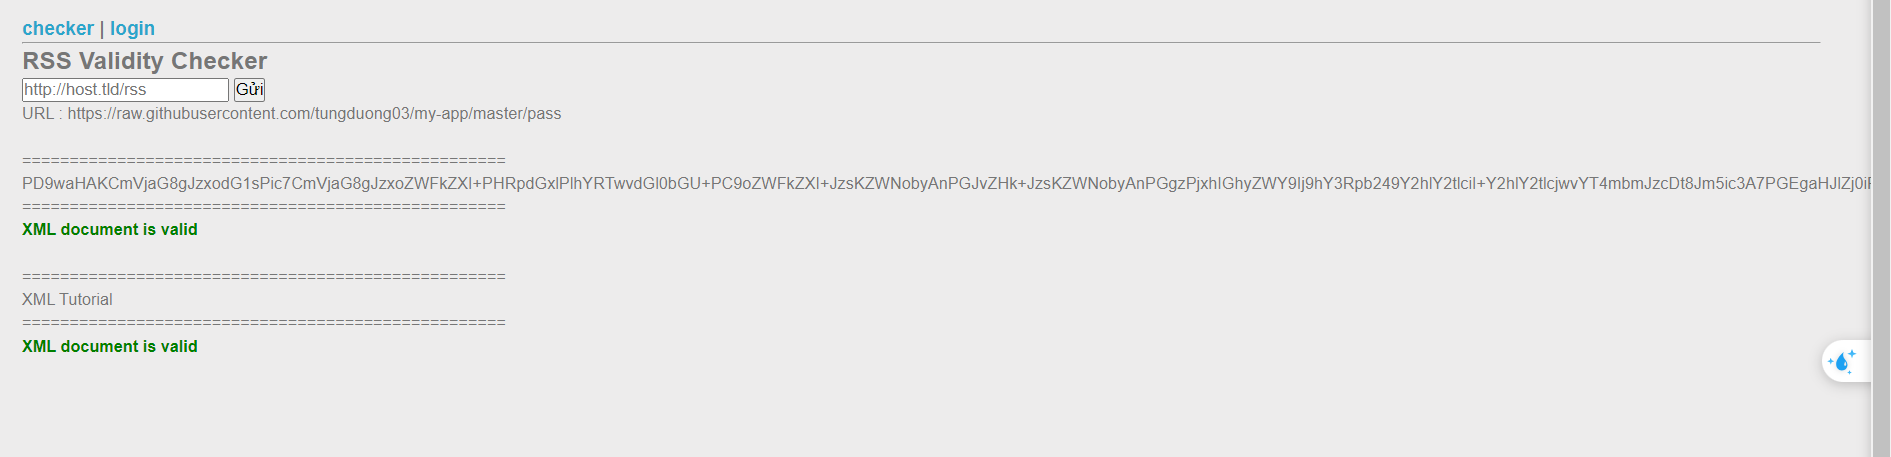 checker | login
RSS Validity Checker
http://host.tld/rss Gửi
URL : https://raw.githubusercontent.com/tungduong03/my-app/master/pass
===================================================
PD9waHAKCmVjaG8gJzxodG1sPic7CmVjaG8gJzxoZWFkZXI+PHRpdGxlPlhYRTwvdGl0bGU+PC9oZWFkZXI+JzsKZWNobyAnPGJvZHk+JzsKZWNobyAnPGgzPjxhIGhyZWY9Ij9hY3Rpb249Y2hlY2tlciI+Y2hlY2tlcjwvYT4mbmJzcDt8Jm5ic3A7PGEgaHJlZj0i
===================================================
XML document is valid
===================================================
XML Tutorial
===================================================
XML document is valid